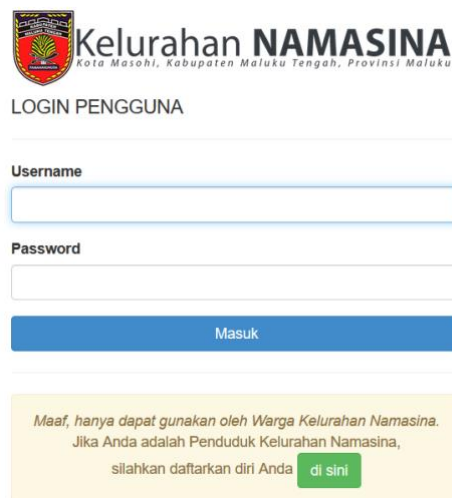 Kelurahan NAMASINA
Kota Masohi, Kabupaten Maluku Tengah, Provinsi Maluku
LOGIN PENGGUNA
Username
Password
Masuk
Maaf, hanya dapat gunakan oleh Warga Kelurahan Namasina.
Jika Anda adalah Penduduk Kelurahan Namasina,
silahkan daftarkan diri Anda di sini